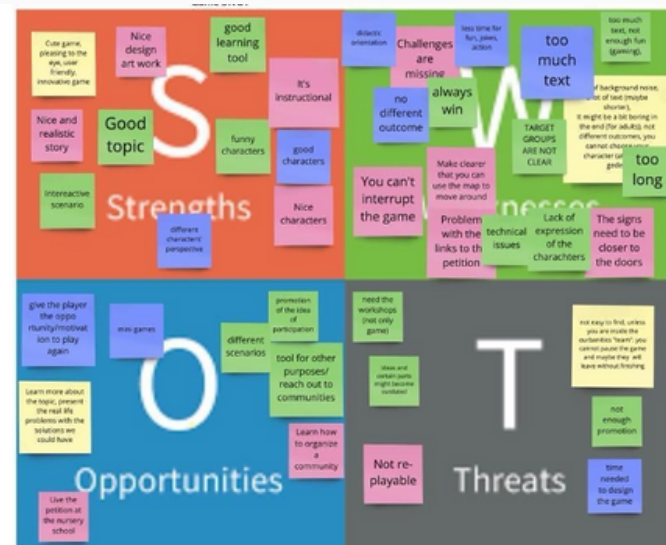 Cute game,
pleasing to the
eye, user
friendly,
innovative game
Nice
design
art work
good
learning
tool
It's
instructional
Nice and
realistic
story
Good
topic
funny
characters
good
characters
Intereactive
scenario
different
characters'
perspective
Nice
characters
S
Strengths
didactic
orientation
Challenges
are
missing
less time for
fun, jokes,
action
too
much
text
too much
text, not
enough fun
(gaming),
no
different
outcome
always
win
TARGET
GROUPS
ARE NOT
CLEAR
of background noise,
lot of text (maybe
shorter),
it might be a bit boring in
the end (for adults) not
different outcomes, you
cannot choose your
character
too
long
You can't
interrupt
the game
Make clearer
that you can
use the map to
move around
Problem
with the
links to th
petition
technical
issues
Lack of
expression
of the
charachters
The signs
need to be
closer to
the doors
W
give the player
the oppo
rtunity/motivat
ion to play
again
mini games
promotion
of the idea
of
participation
different
scenarios
tool for other
purposes/
reach out to
communities
Learn more about
the topic, present
the real life
problems with the
solutions we
could have
Learn how
to organize
a
community
Live the
petition at
the nursery
school
O
Opportunities
need the
workshops
(not only
game)
ideas and
certain parts
might become
outdated
Not re-
playable
not easy to find, unless
you are inside the
"team". you
cannot pause the game
and maybe they will
leave without finishing
not
enough
promotion
time
needed
to design
the game
T
Threats